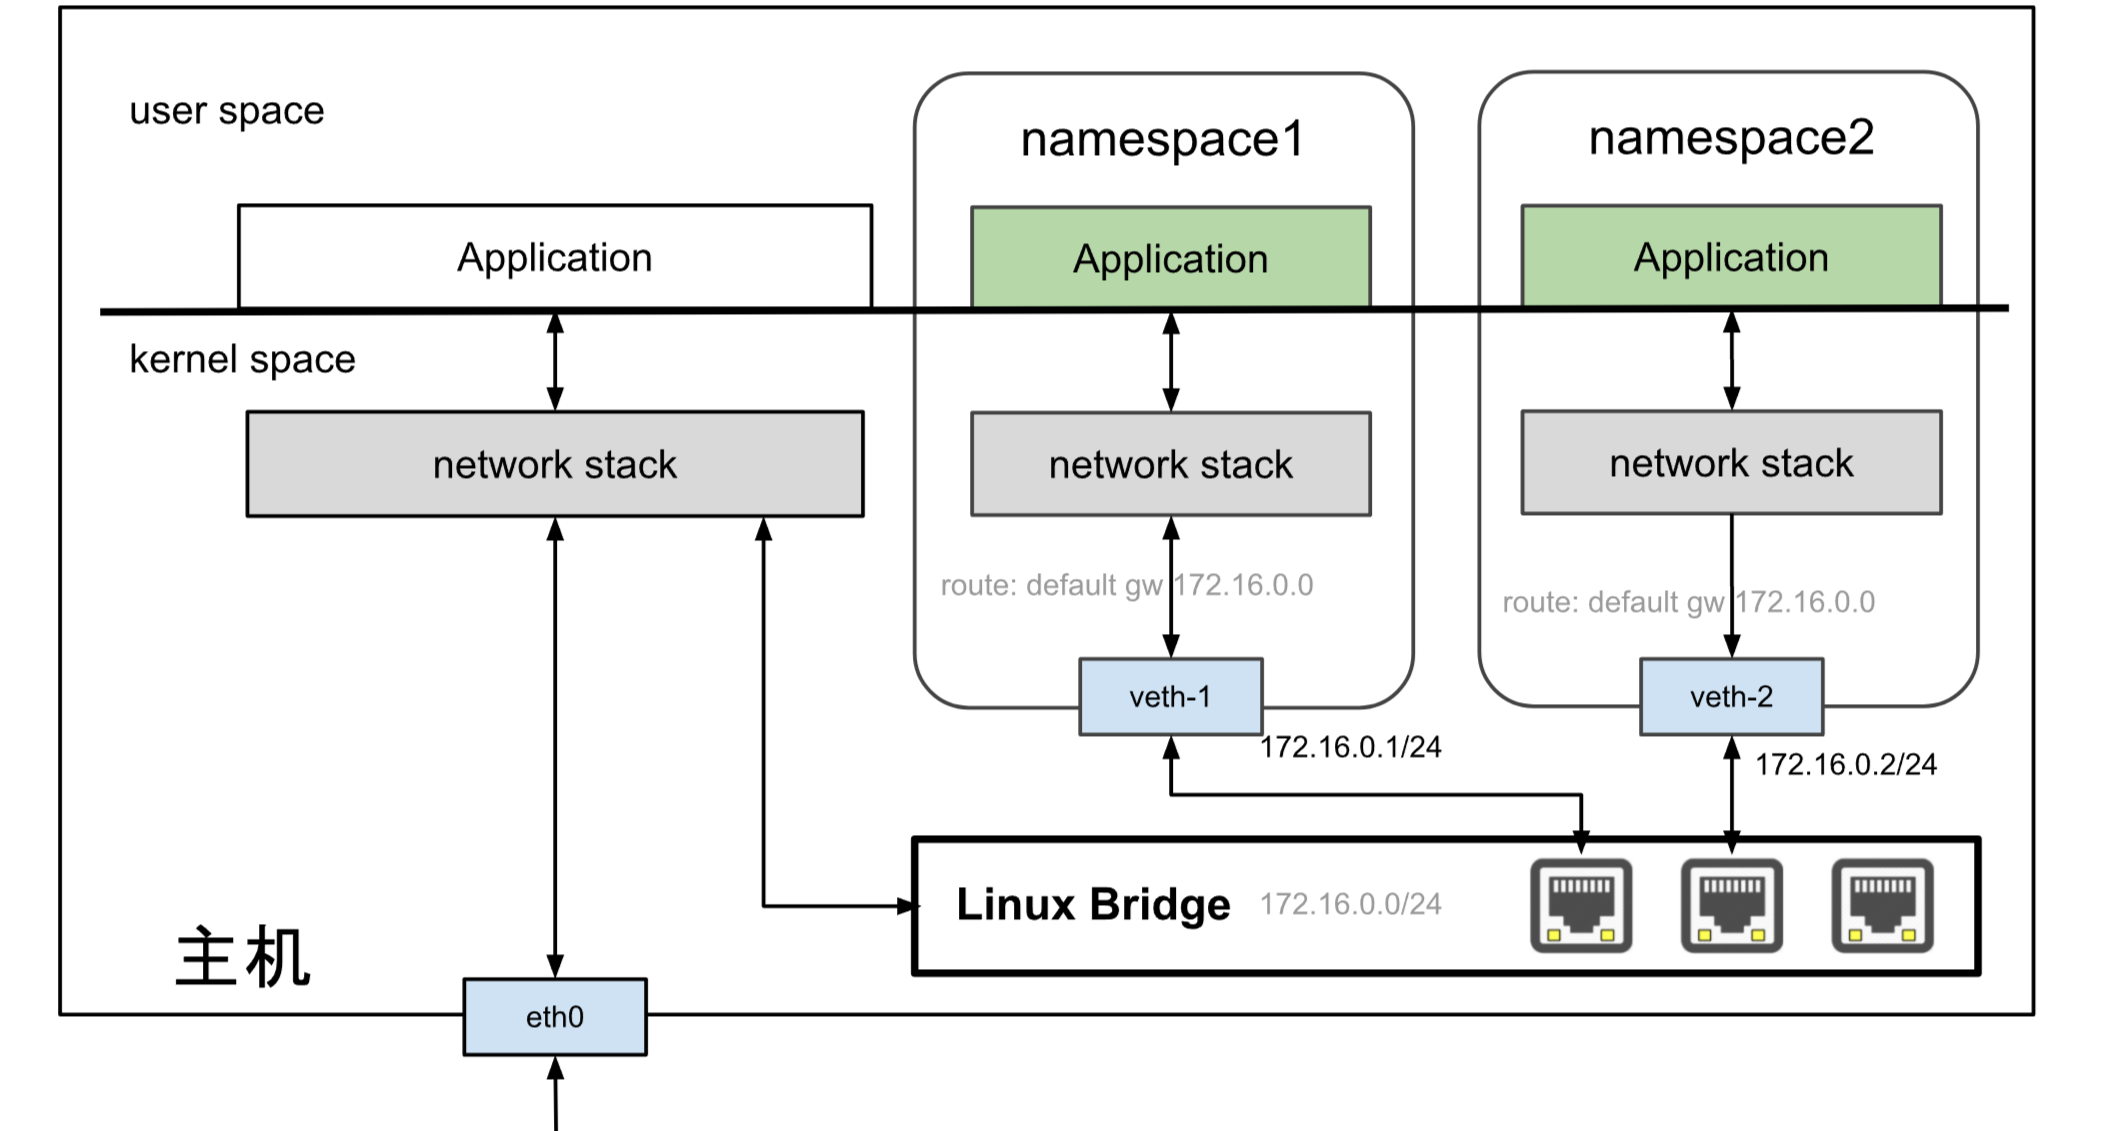 user space
namespace1
namespace2
Application
Application
Application
kernel space
network stack
network stack
network stack
route: default gw 172.16.0.0
route: default gw 172.16.0.0
veth-1
veth-2
172.16.0.1/24
172.16.0.2/24
Linux Bridge 172.16.0.0/24
主机
eth0